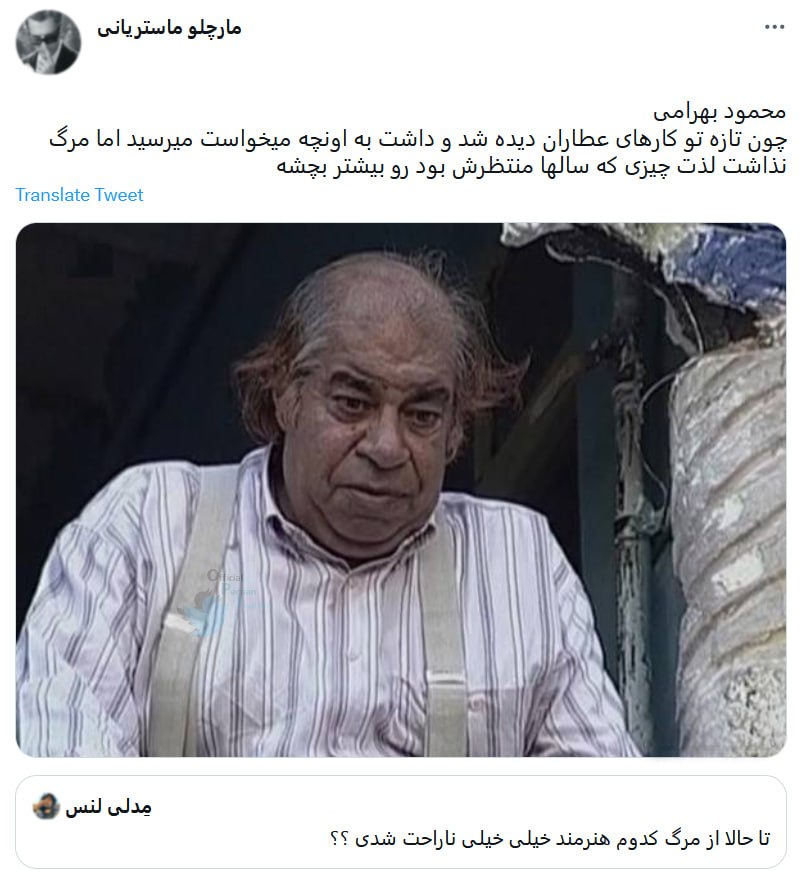 مارچلو ماستریانی
محمود بهرامی
چون تازه تو کارهای عطاران دیده شد و داشت به اونچه میخواست میرسید اما مرگ
نذاشت لذت چیزی که سالها منتظرش بود رو بیشتر بچشه
Translate Tweet
Official
Persian
مِدلی لنس
تا حالا از مرگ کدوم هنرمند خیلی خیلی ناراحت شدی ؟؟